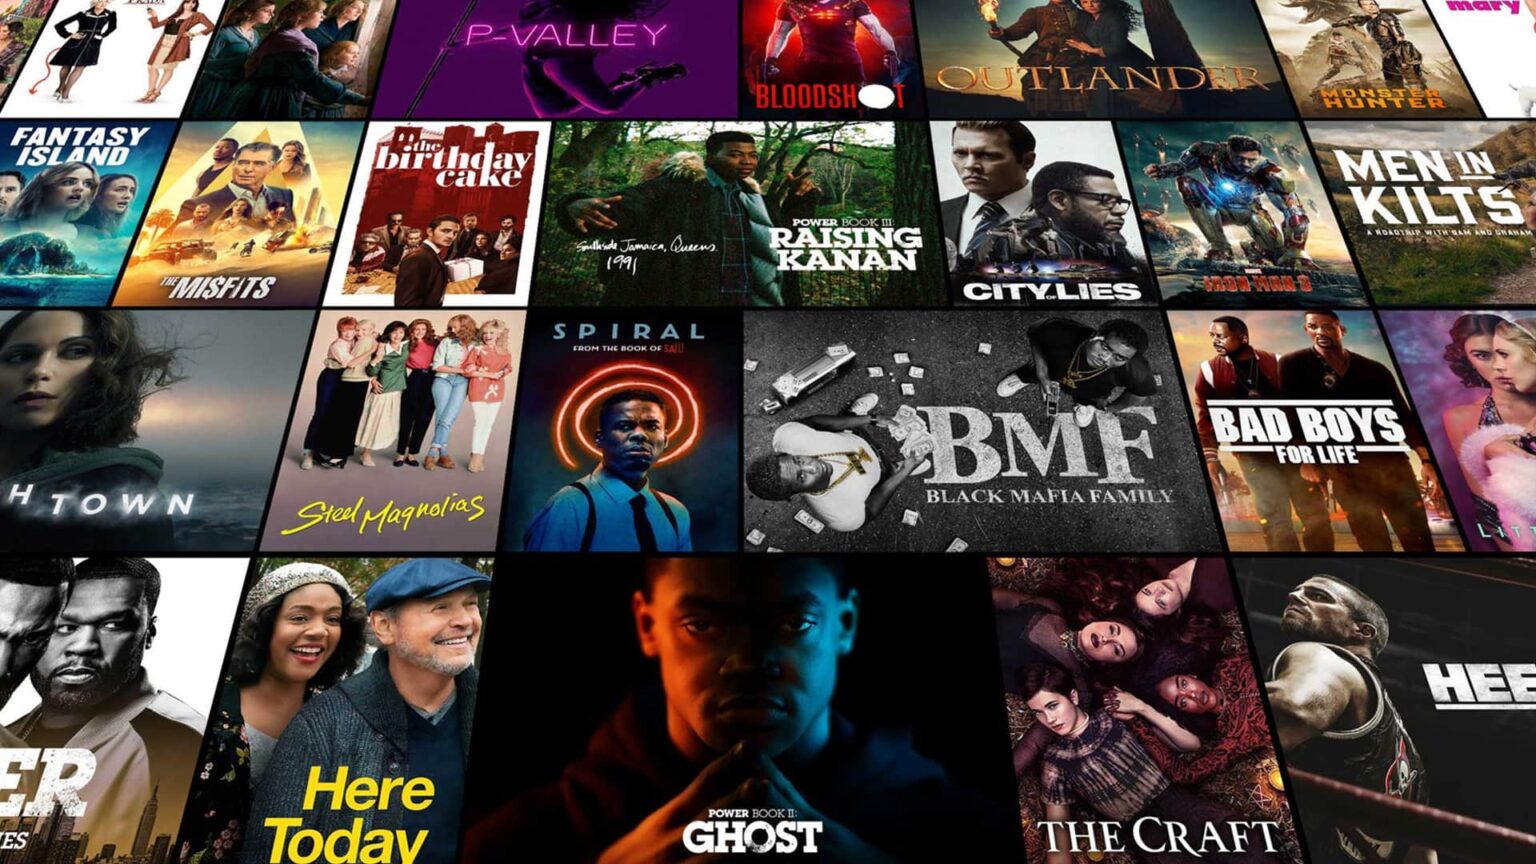 P-VALLEY
BLOODSH T
OUTLANDER
MONSTER
HUNTER
mary
FANTASY
ISLAND
THE MISFITS
the
birthday
cake
Southside Jamaica, Queens.
1991
POWER BOOK III:
RAISING
KANAN
CITY OF LIES
MARVEL
IRON MAN 3
MEN IN
KILTS
A ROADTRIP WITH SAM AND GRAHAM
H TOWN
Steel Magnolias
SPIRAL
FROM THE BOOK OF SAW
BMF
BLACK MAFIA FAMILY
BAD BOYS
FOR LIFE
LITT
ER
IES
Here
Today
POWER BOOK II:
GHOST
THE CRAFT
HEE